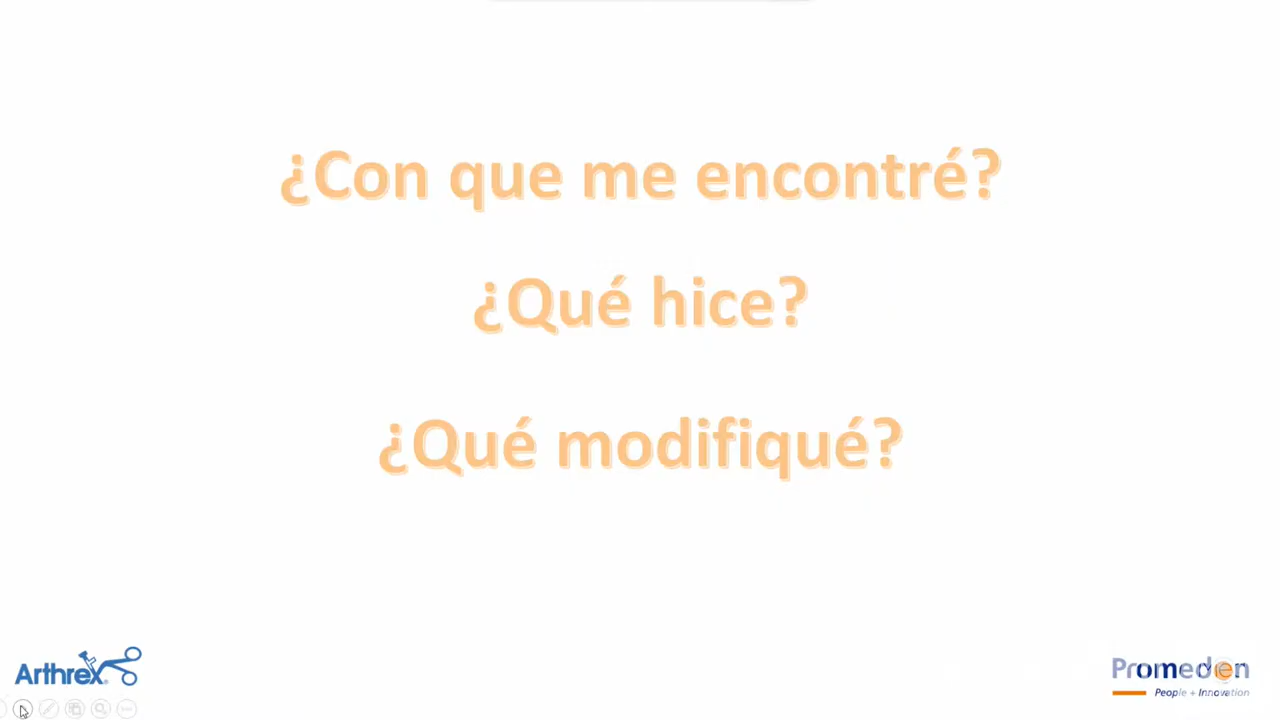 ¿Con que me encontré?
¿Qué hice?
¿Qué modifiqué?
Arthrex
Promeden
People + Innovation